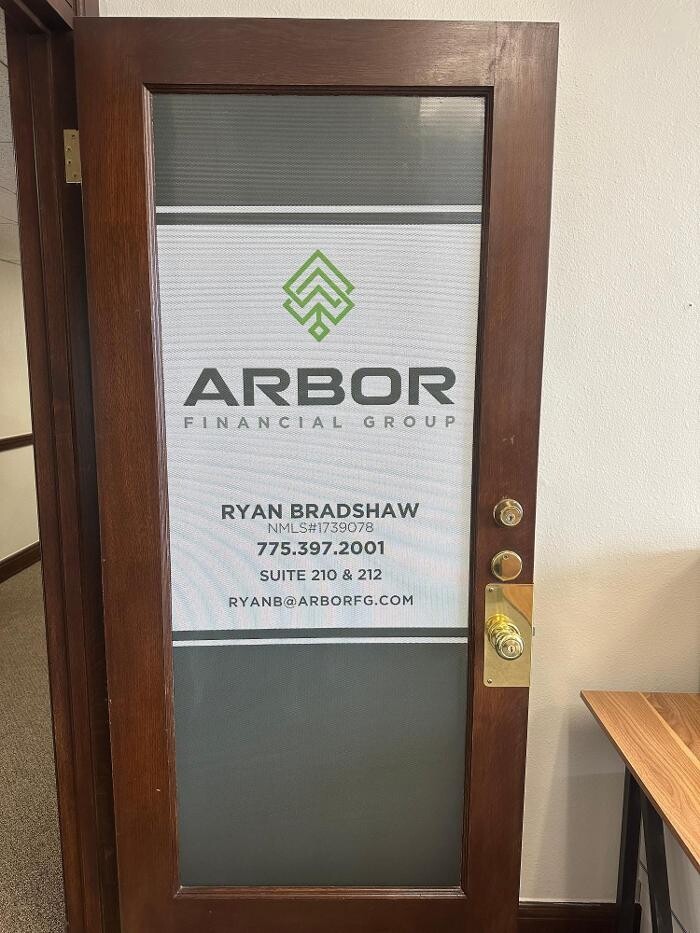 ARBOR
FINANCIAL GROUP
RYAN BRADSHAW
NMLS#1739078
775.397.2001
SUITE 210 & 212
RYANB@ARBORFG.COM